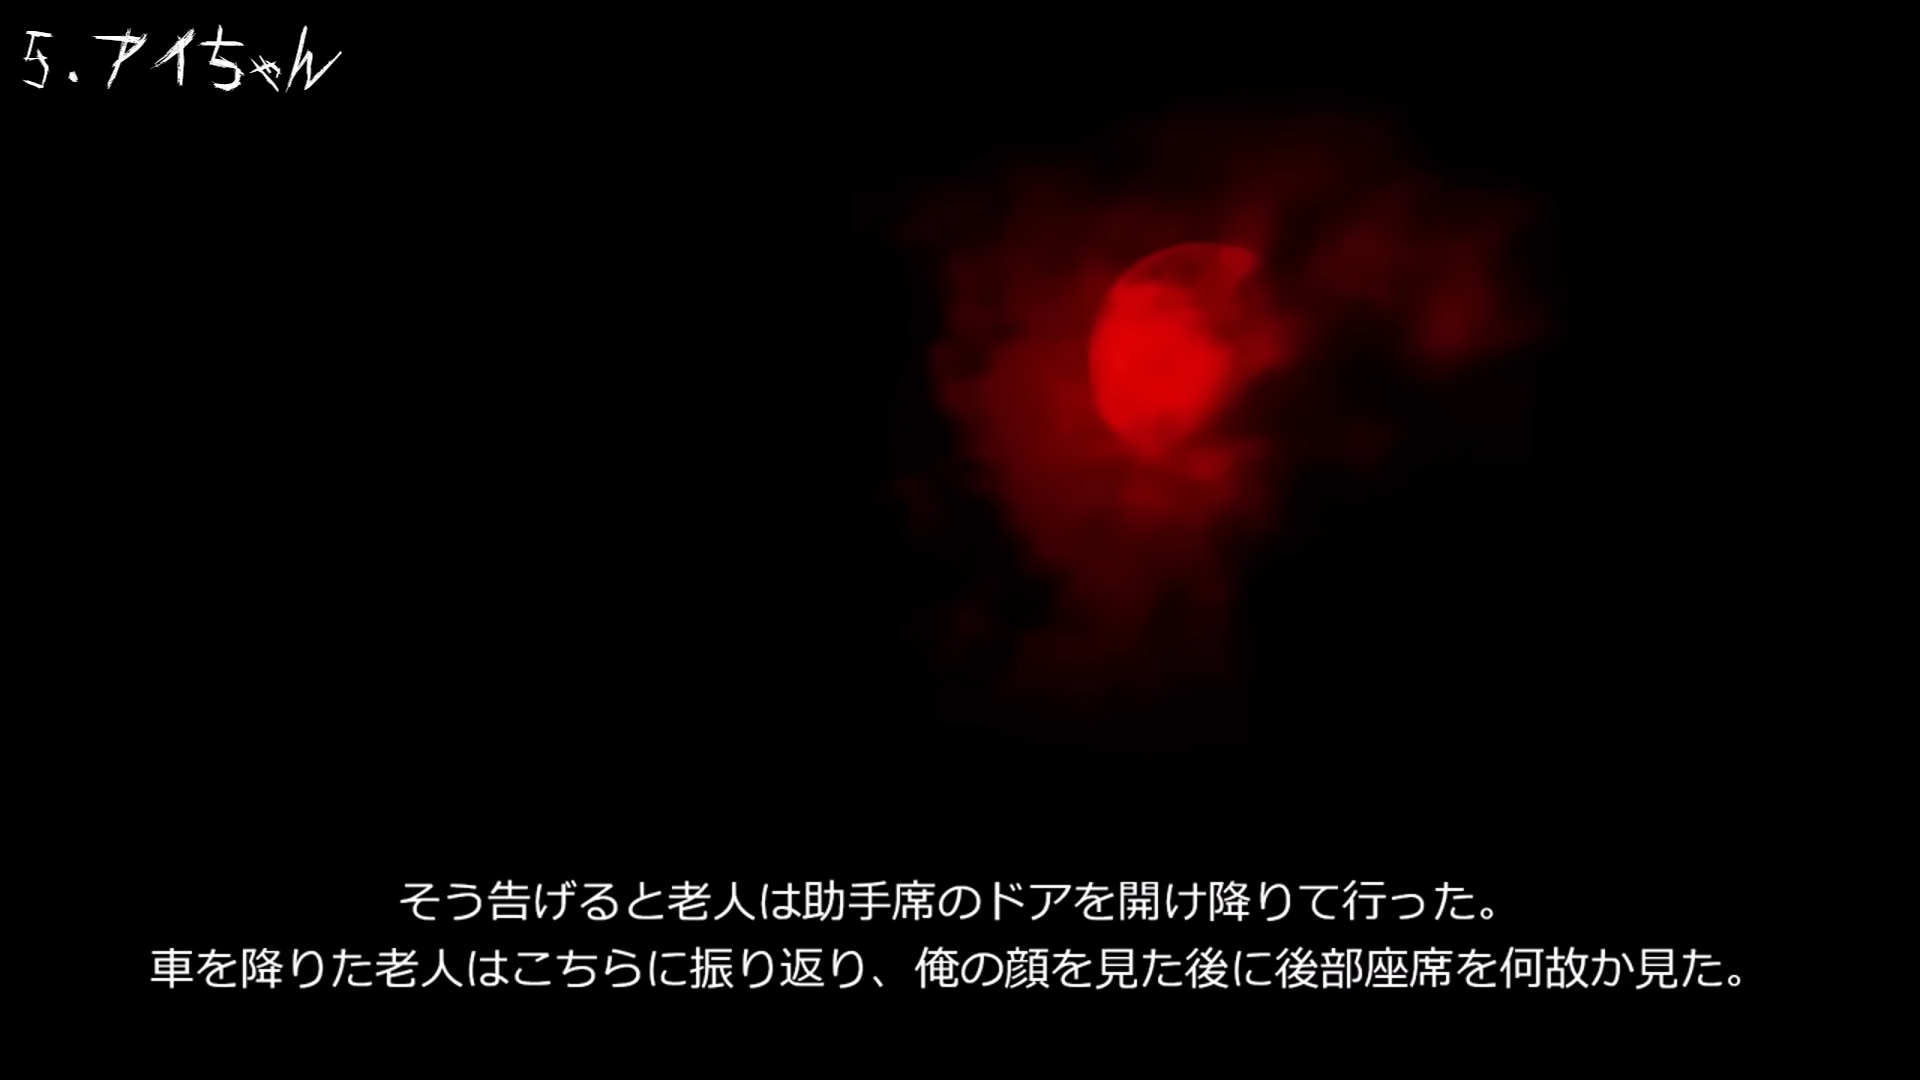 5.アイちゃん
そう告げると老人は助手席のドアを開け降りて行った。
車を降りた老人はこちらに振り返り、俺の顔を見た後に後部座席を何故か見た。